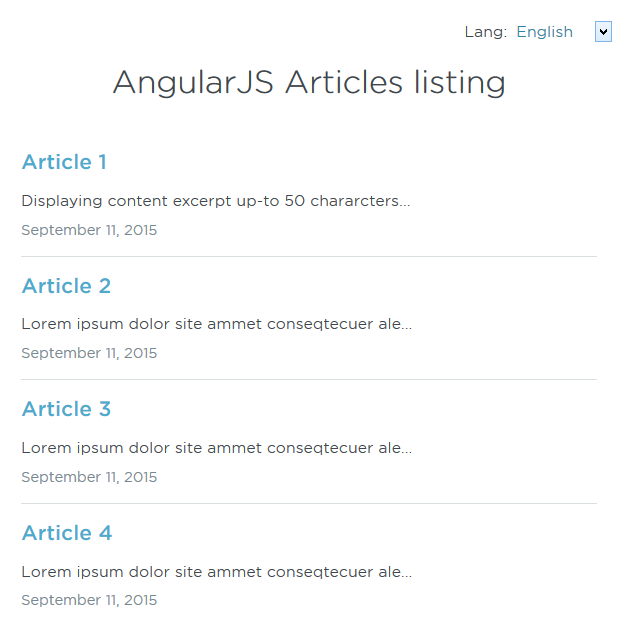 Lang: English
AngularJS Articles listing
Article 1
Displaying content excerpt up-to 50 chararcters...
September 11, 2015
Article 2
Lorem ipsum dolor site ammet conseqtecuer ale...
September 11, 2015
Article 3
Lorem ipsum dolor site ammet conseqtecuer ale...
September 11, 2015
Article 4
Lorem ipsum dolor site ammet conseqtecuer ale...
September 11, 2015